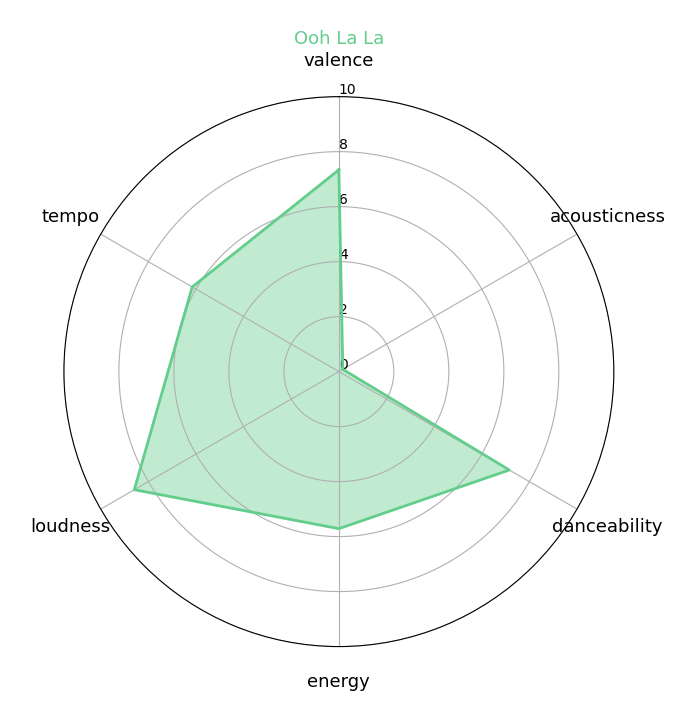 Ooh La La
valence
10
8
tempo
acousticness
6
4
2
0
loudness
danceability
energy